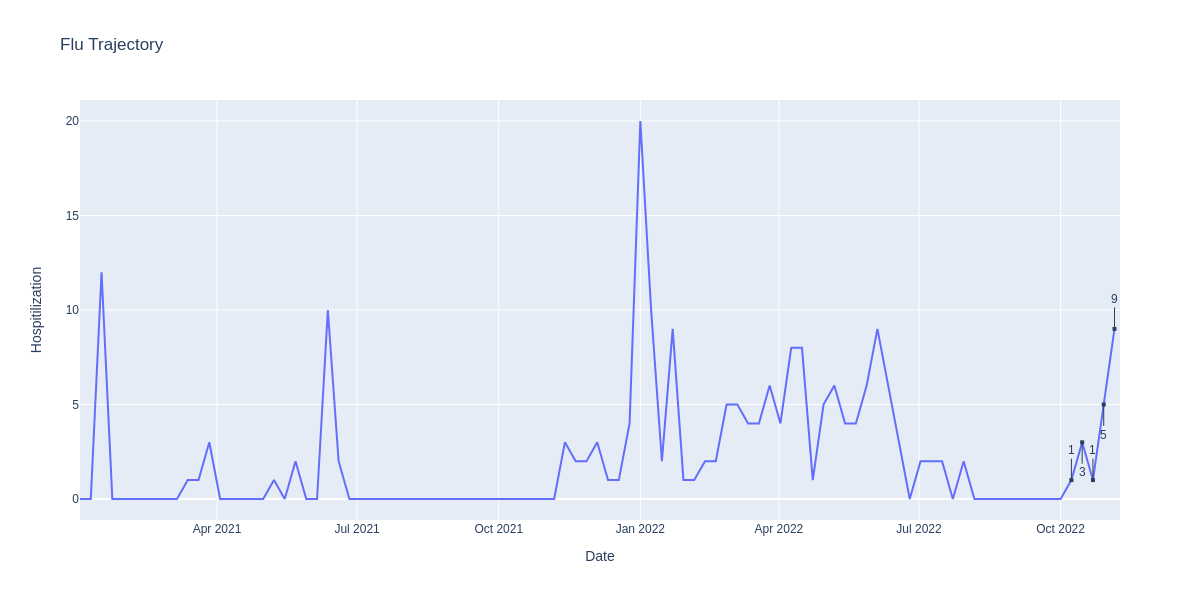 Flu Trajectory
20
15
10
5
0
Hospitilization
9
5
1
1
3
Apr 2021
Jul 2021
Oct 2021
Jan 2022
Apr 2022
Jul 2022
Oct 2022
Date